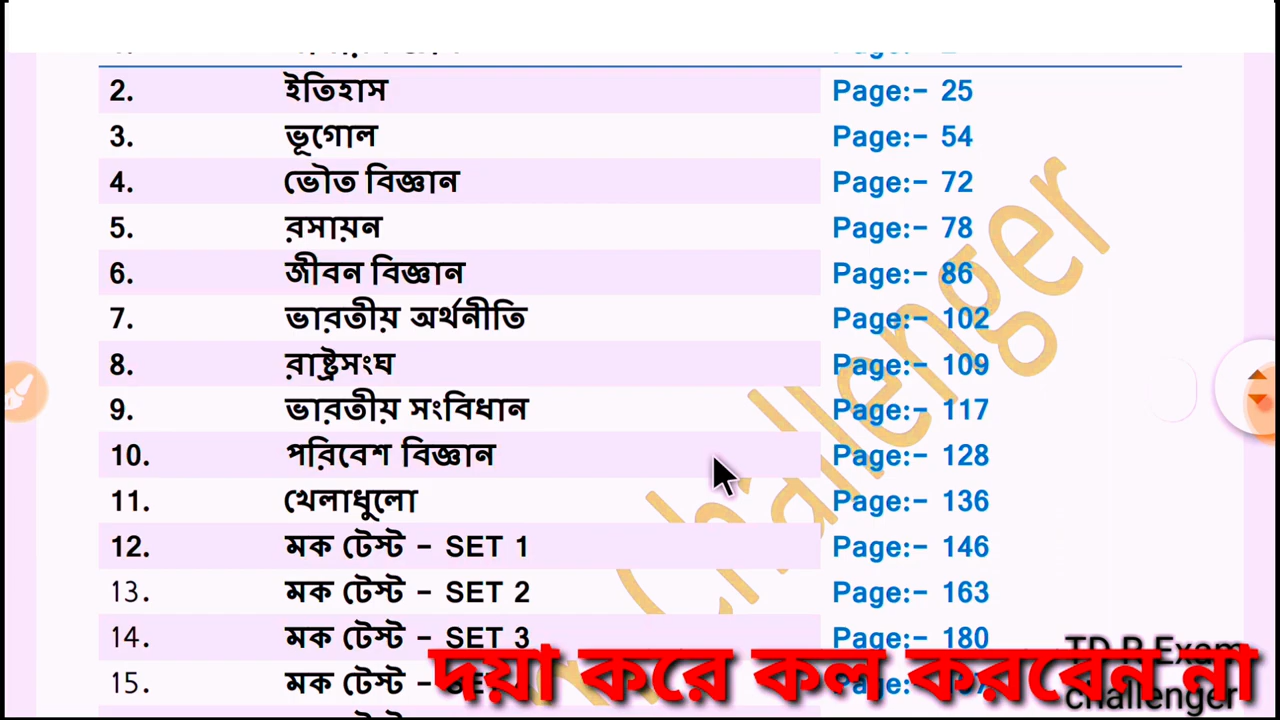 2. ইতিহাস Page:- 25
3. ভূগোল Page:- 54
4. ভৌত বিজ্ঞান Page:- 72
5. রসায়ন Page:- 78
6. জীবন বিজ্ঞান Page:- 86
7. ভারতীয় অর্থনীতি Page:- 102
8. রাষ্ট্রসংঘ Page:- 109
9. ভারতীয় সংবিধান Page:- 117
10. পরিবেশ বিজ্ঞান Page:- 128
11. খেলাধুলো Page:- 136
12. মক টেস্ট - SET 1 Page:- 146
13. মক টেস্ট - SET 2 Page:- 163
14. মক টেস্ট - SET 3 Page:- 180
15. মক টেস্ট -
Challenger
TD R Exam
challenger
দয়া করে কল করবেন না